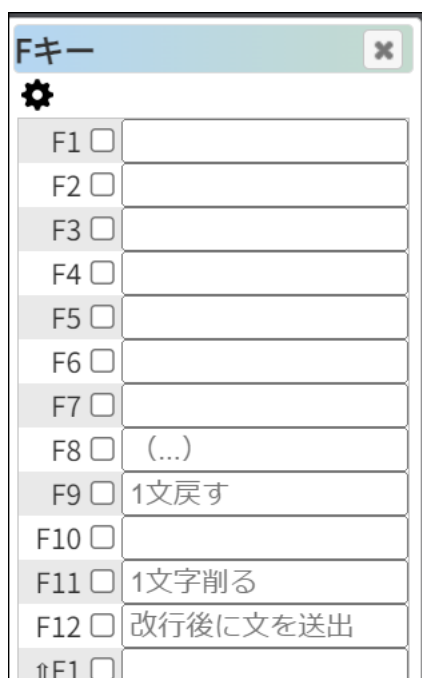 Fキー
F1
F2
F3
F4
F5
F6
F7
F8 （...）
F9 1文戻す
F10
F11 1文字削る
F12 改行後に文を送出
⇧F1